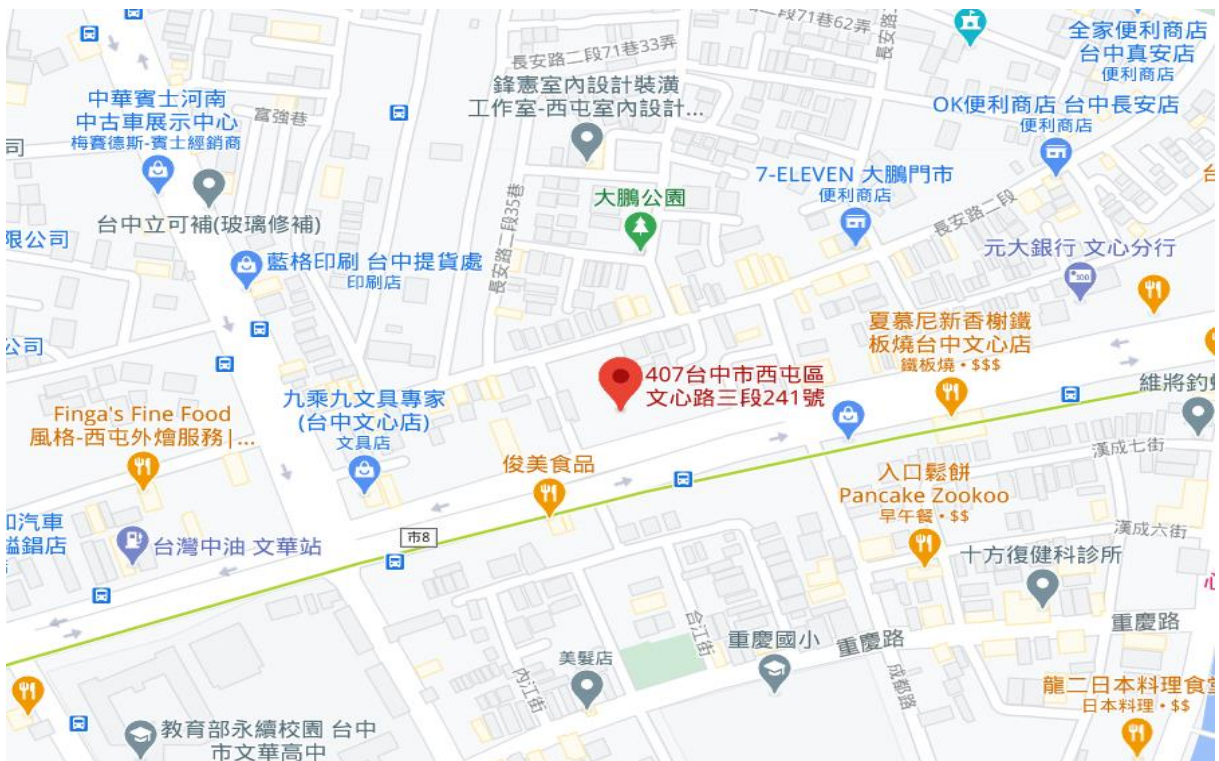 段71巷62弄
長安路二段71巷33弄
全家便利商店
台中真安店
便利商店
鋒憲室內設計裝潢
工作室-西屯室內設計...
中華賓士河南
中古車展示中心
梅賽德斯-賓士經銷商
富強巷
OK便利商店 台中長安店
便利商店
司
7-ELEVEN 大鵬門市
便利商店
大鵬公園
長安路二段35巷
長安路二段
台中立可補(玻璃修補)
限公司
元大銀行 文心分行
藍格印刷 台中提貨處
印刷店
夏慕尼新香榭鐵
板燒台中文心店
鐵板燒・$$$
公司
407台中市西屯區
文心路三段241號
維將釣
九乘九文具專家
(台中文心店)
文具店
Finga's Fine Food
風格-西屯外燴服務|...
漢成七街
俊美食品
入口鬆餅
Pancake Zookoo
早午餐・$$
漢成六街
市8
台灣中油 文華站
十方復健科診所
重慶路
合江街
重慶國小
重慶路
美髮店
內江街
成都路
龍二日本料理食堂
日本料理・$$
教育部永續校園 台中
市文華高中